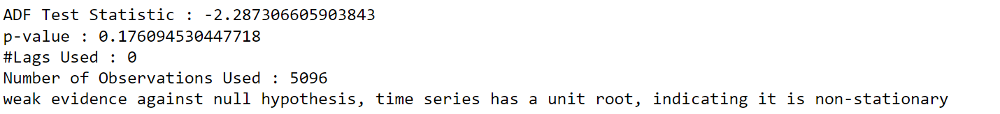 ADF Test Statistic : -2.287306605903843
p-value : 0.176094530447718
#Lags Used : 0
Number of Observations Used : 5096
weak evidence against null hypothesis, time series has a unit root, indicating it is non-stationary